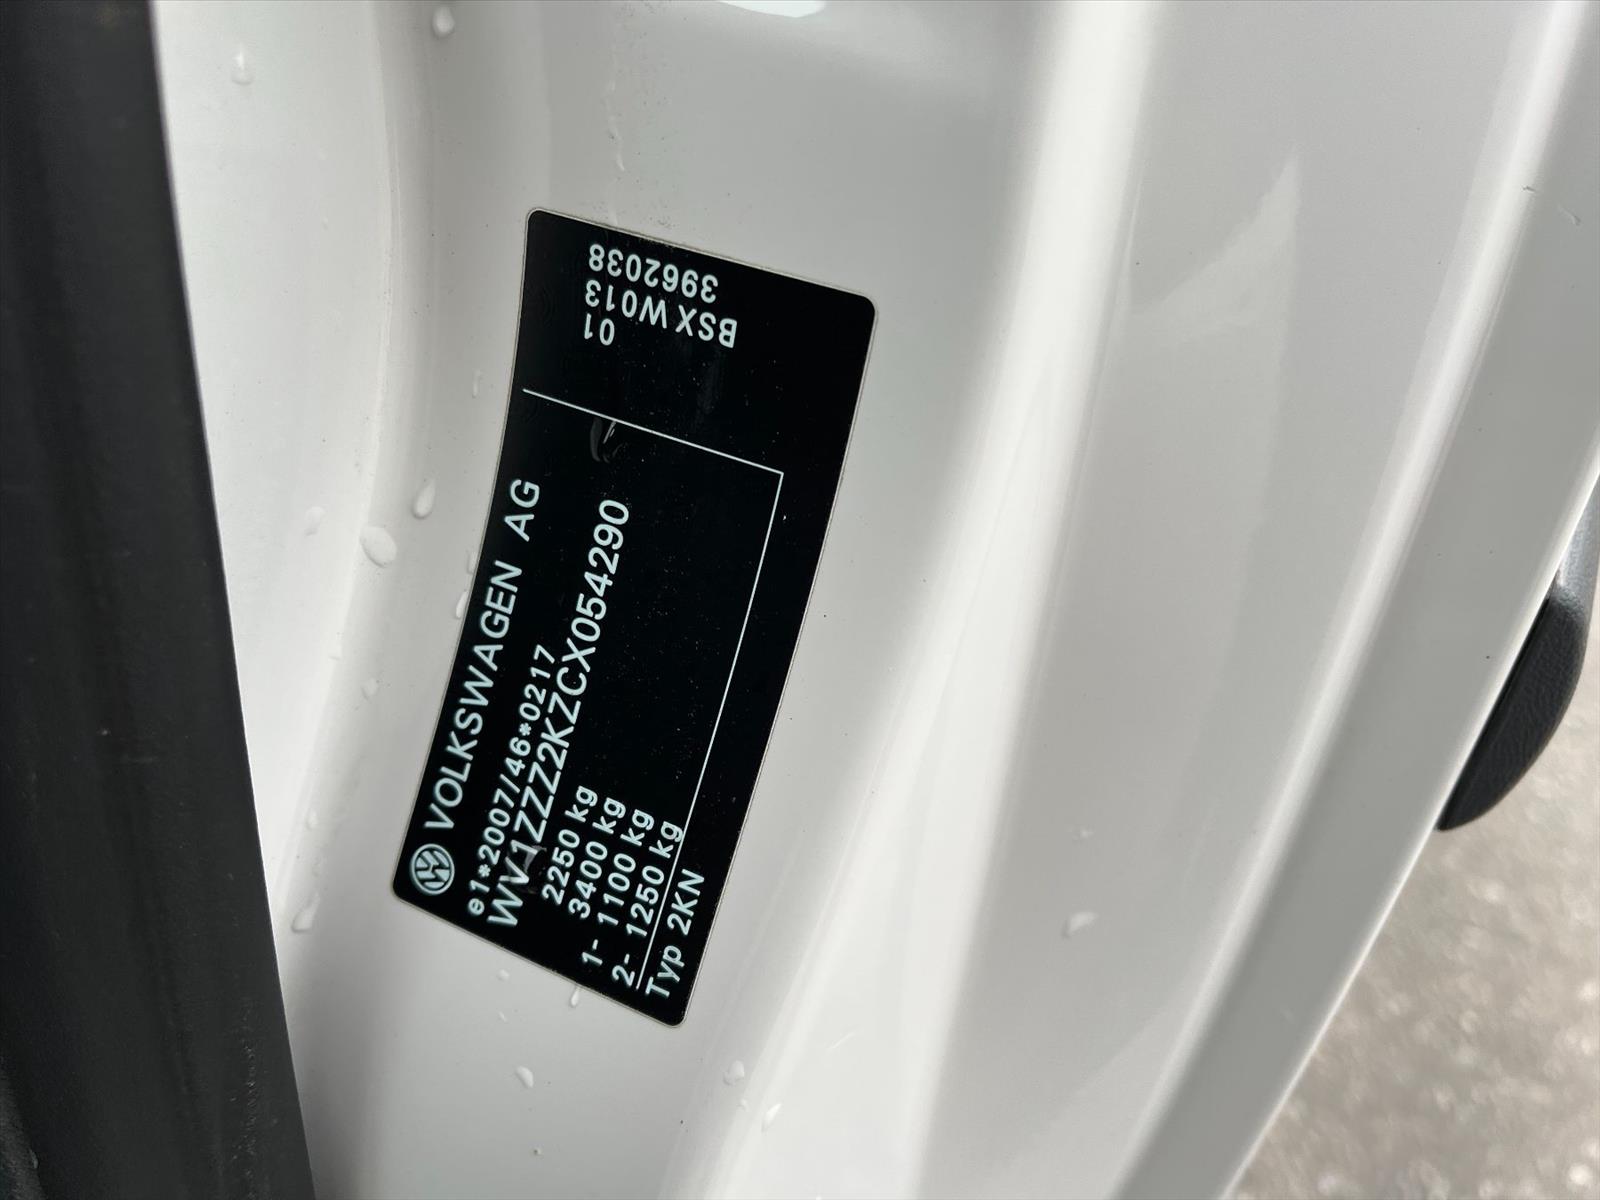 VOLKSWAGEN AG
e1*2007/46*0217
WV1ZZZ2KZCX054290
2250 kg
3400 kg
1- 1100 kg
2- 1250 kg
Typ 2KN
3962038
BSX W013
01